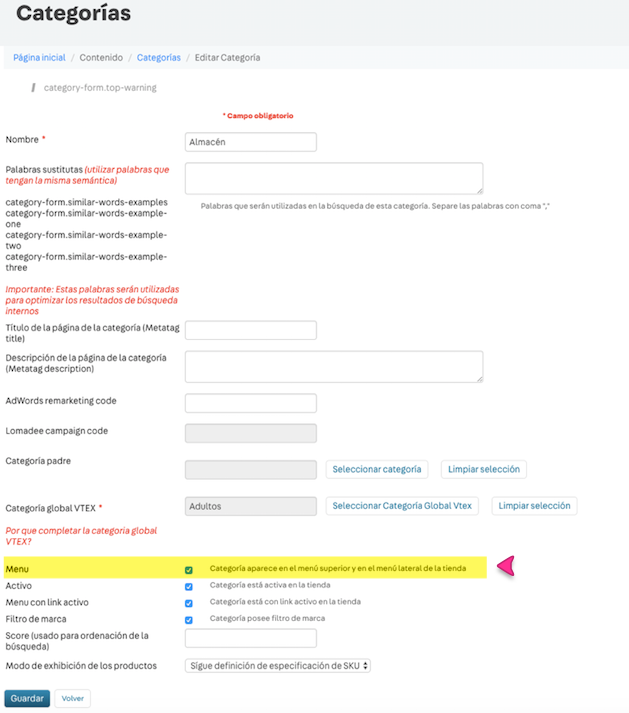 Categorías
Página inicial / Contenido / Categorías / Editar Categoría
/ category-form.top-warning
* Campo obligatorio
Nombre *
Almacén
Palabras sustitutas (utilizar palabras que
tengan la misma semántica)
category-form.similar-words-examples
category-form.similar-words-example-
one
category-form.similar-words-example-
two
category-form.similar-words-example-
three
Palabras que serán utilizadas en la búsqueda de esta categoría. Separe las palabras con coma ","
Importante: Estas palabras serán utilizadas
para optimizar los resultados de búsqueda
internos
Título de la página de la categoría (Metatag
title)
Descripción de la página de la categoría
(Metatag description)
AdWords remarketing code
Lomadee campaign code
Categoría padre
Seleccionar categoría
Limpiar selección
Categoría global VTEX *
Adultos
Seleccionar Categoría Global Vtex
Limpiar selección
Por que completar la categoria global
VTEX?
Menu
Categoría aparece en el menú superior y en el menú lateral de la tienda
Activo
Categoría está activa en la tienda
Menu con link activo
Categoría está con link activo en la tienda
Filtro de marca
Categoría posee filtro de marca
Score (usado para ordenación de la
búsqueda)
Modo de exhibición de los productos
Sigue definición de especificación de SKU
Guardar
Volver